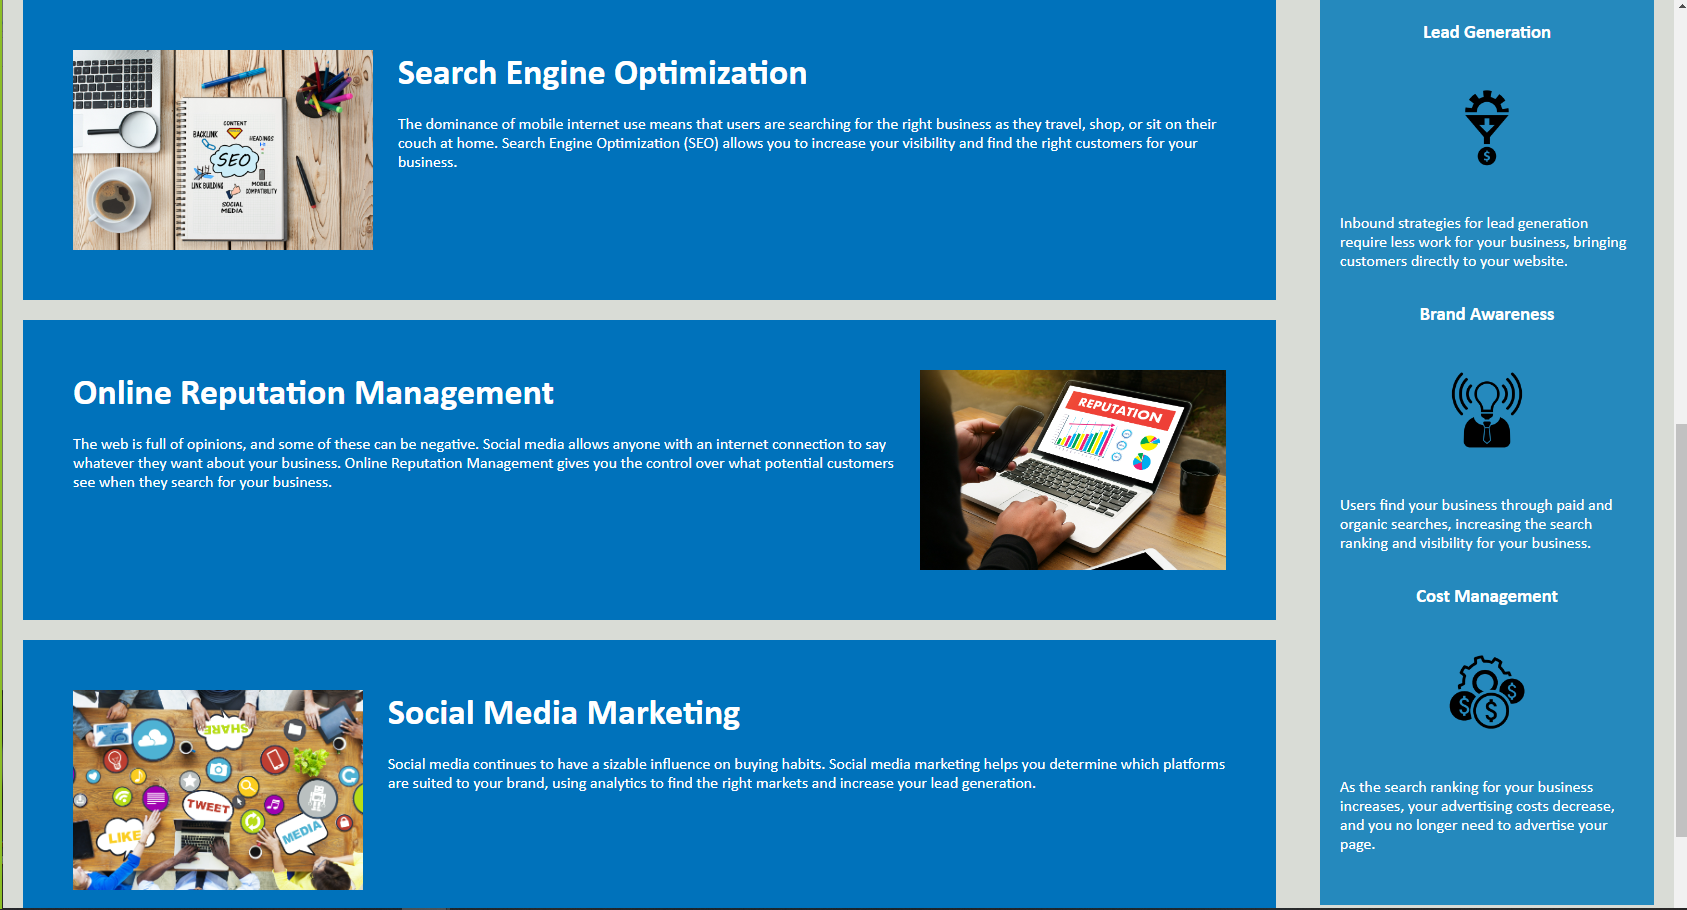 Search Engine Optimization
The dominance of mobile internet use means that users are searching for the right business as they travel, shop, or sit on their
couch at home. Search Engine Optimization (SEO) allows you to increase your visibility and find the right customers for your
business.
CONTENT
BACKLINK
HEADINGS
SEO
LINK BUILDING
MOBILE
COMPATIBILITY
SOCIAL
MEDIA
Online Reputation Management
The web is full of opinions, and some of these can be negative. Social media allows anyone with an internet connection to say
whatever they want about your business. Online Reputation Management gives you the control over what potential customers
see when they search for your business.
REPUTATION
Social Media Marketing
Social media continues to have a sizable influence on buying habits. Social media marketing helps you determine which platforms
are suited to your brand, using analytics to find the right markets and increase your lead generation.
SHARE
TWEET
LIKE
MEDIA
Lead Generation
$
Inbound strategies for lead generation
require less work for your business, bringing
customers directly to your website.
Brand Awareness
Users find your business through paid and
organic searches, increasing the search
ranking and visibility for your business.
Cost Management
$
$
$
As the search ranking for your business
increases, your advertising costs decrease,
and you no longer need to advertise your
page.